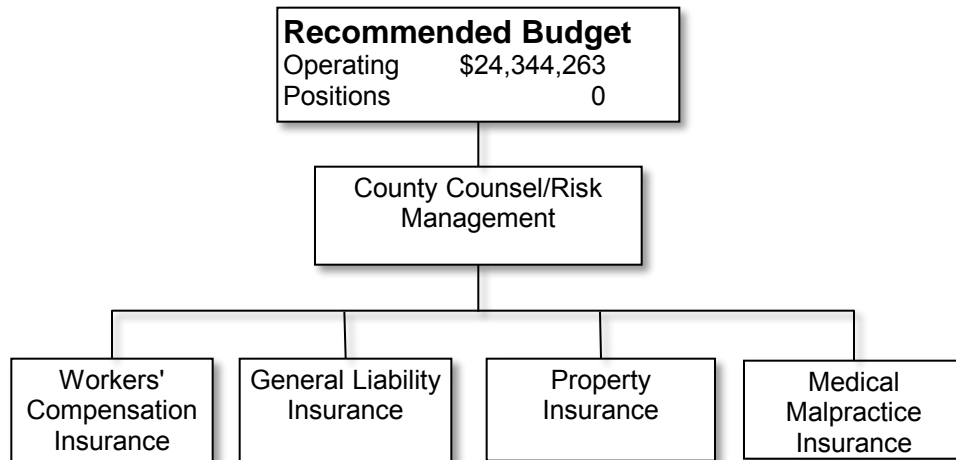 Recommended Budget
Operating $24,344,263
Positions 0
County Counsel/Risk
Management
Workers'
Compensation
Insurance
General Liability
Insurance
Property
Insurance
Medical
Malpractice
Insurance